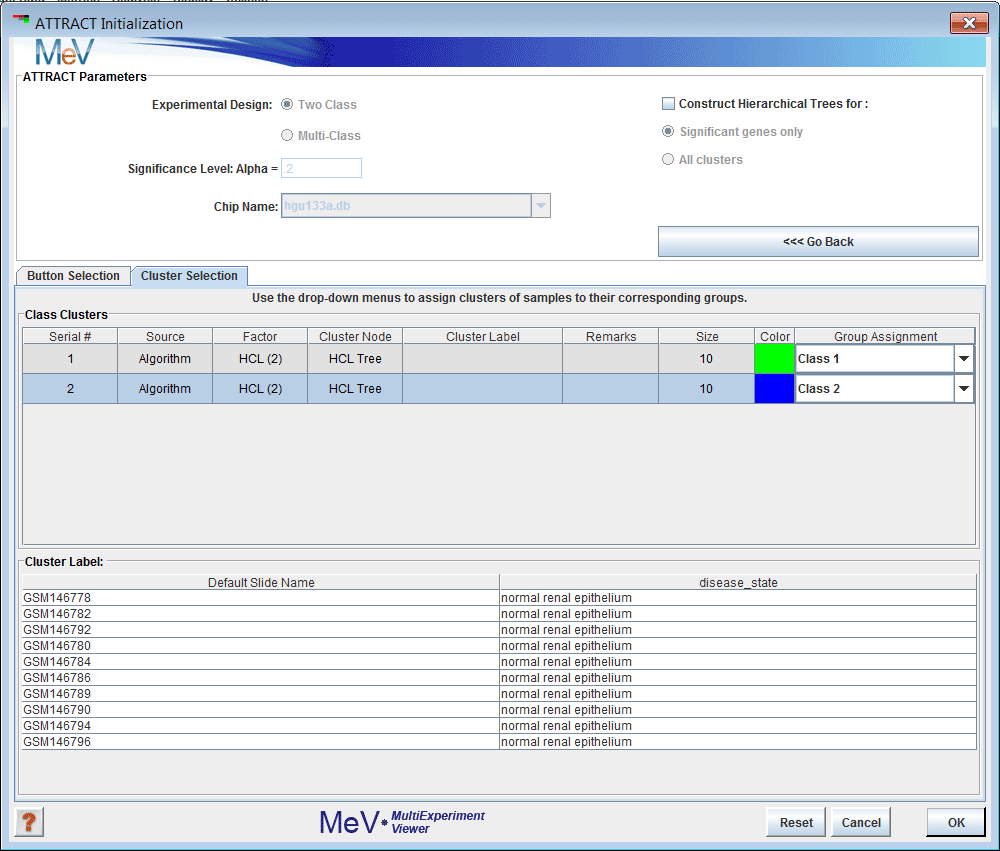 ATTRACT Initialization
MeV
ATTRACT Parameters
Experimental Design: Two Class
Construct Hierarchical Trees for :
Multi-Class
Significant genes only
Significance Level: Alpha = .2
All clusters
Chip Name: hgu133a.db
<<< Go Back
Button Selection Cluster Selection
Use the drop-down menus to assign clusters of samples to their corresponding groups.
Class Clusters
Serial # Source Factor Cluster Node Cluster Label Remarks Size Color Group Assignment
1 Algorithm HCL (2) HCL Tree 10 Class 1
2 Algorithm HCL (2) HCL Tree 10 Class 2
Cluster Label:
Default Slide Name disease_state
GSM146778 normal renal epithelium
GSM146782 normal renal epithelium
GSM146792 normal renal epithelium
GSM146780 normal renal epithelium
GSM146784 normal renal epithelium
GSM146786 normal renal epithelium
GSM146789 normal renal epithelium
GSM146790 normal renal epithelium
GSM146794 normal renal epithelium
GSM146796 normal renal epithelium
? MeV MultiExperiment Viewer Reset Cancel OK